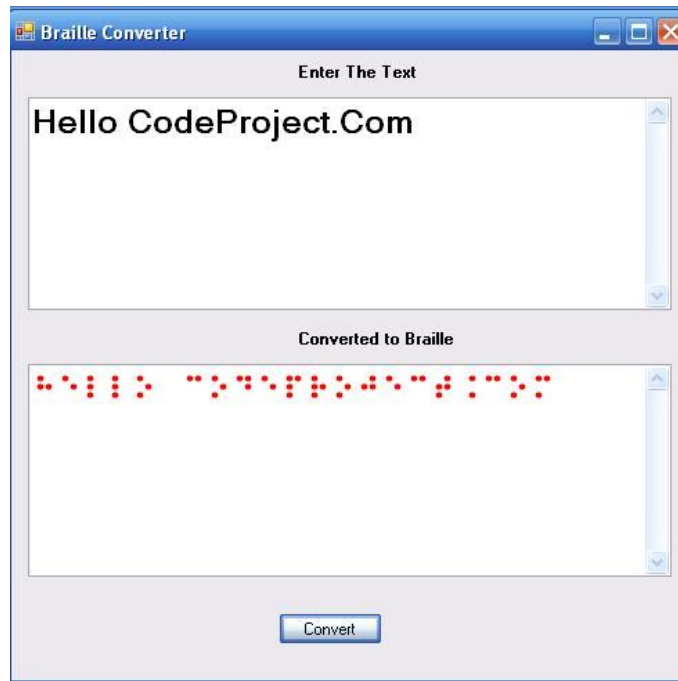 Braille Converter
Enter The Text
Hello CodeProject.Com
Converted to Braille
⠓⠑⠇⠇⠕ ⠉⠕⠙⠑⠏⠗⠕⠚⠑⠉⠞⠨⠉⠕⠍
Convert